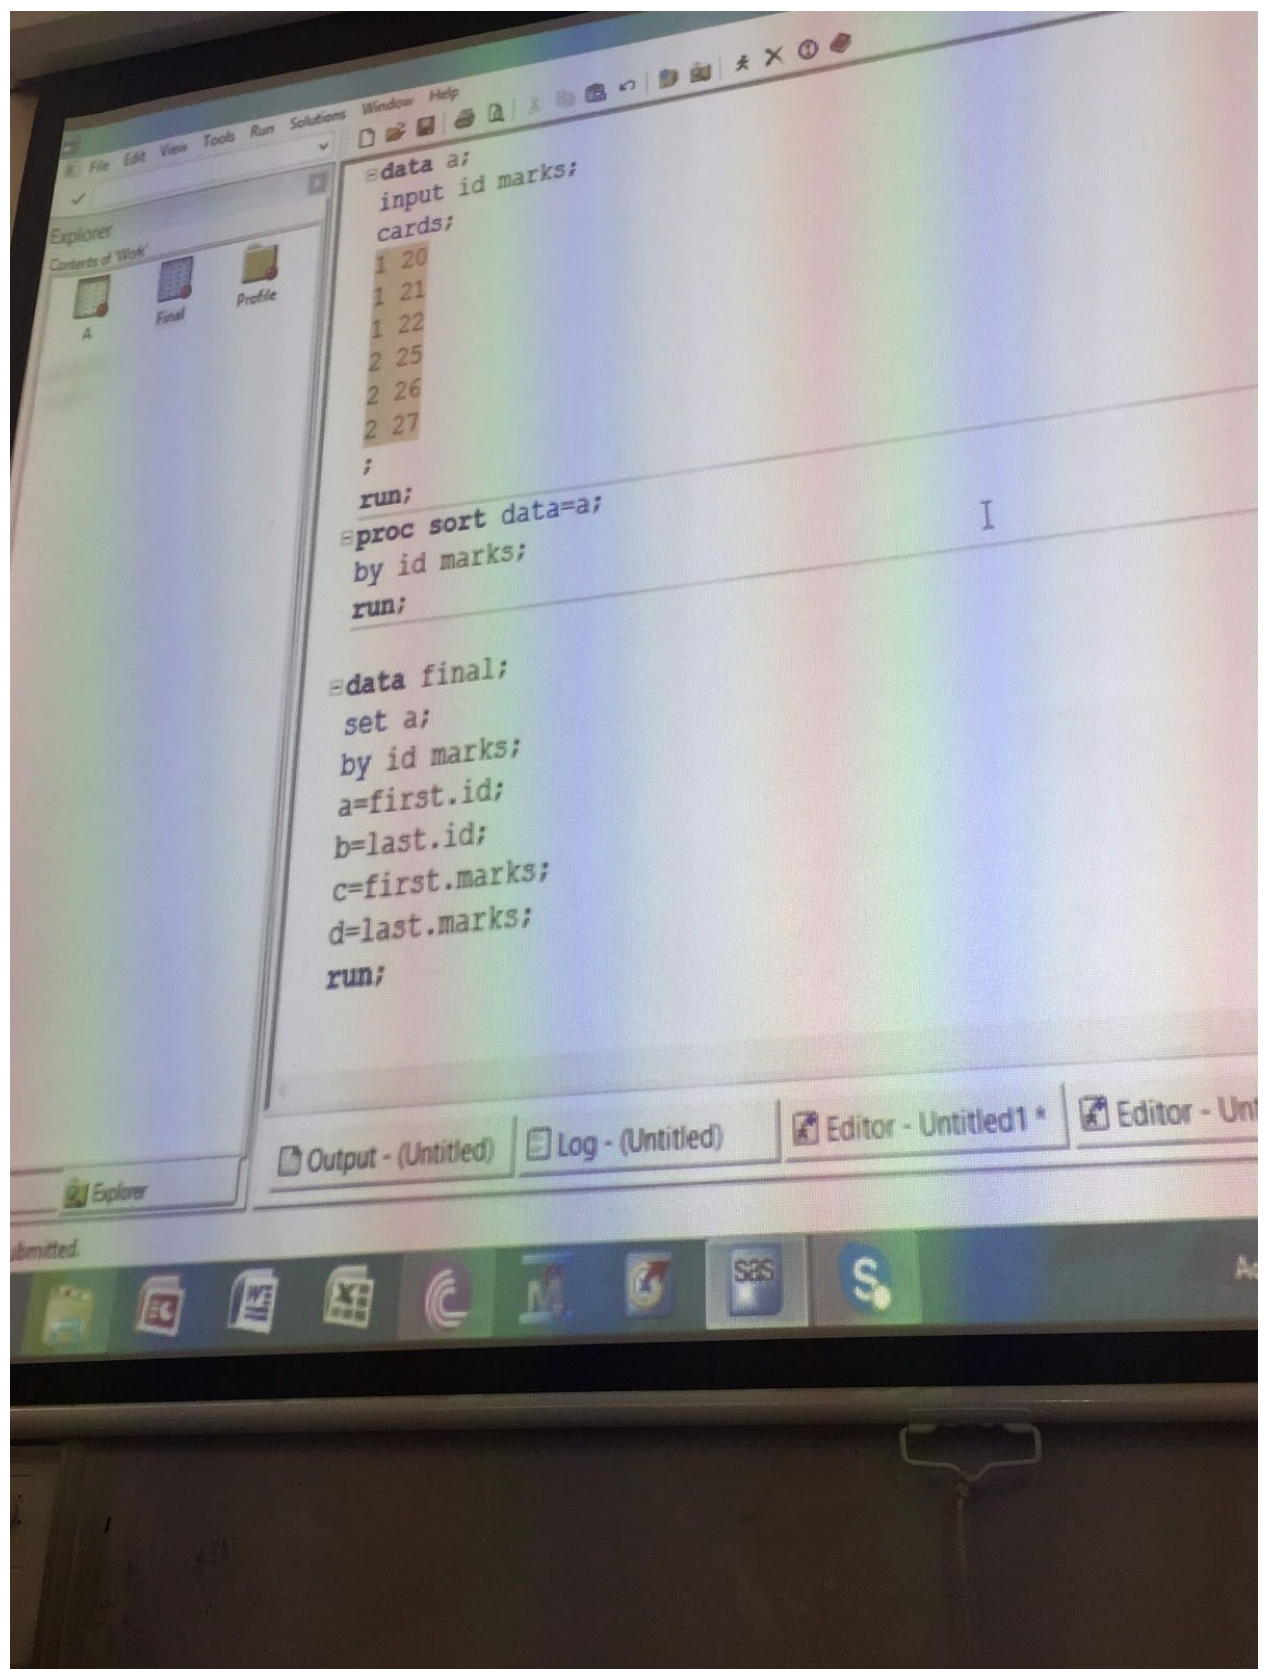 File Edit View Tools Run Solutions Window Help
Explorer
Contents of 'Work'
A
Final
Profile
data a;
input id marks;
cards;
1 20
1 21
1 22
2 25
2 26
2 27
;
run;
proc sort data=a;
by id marks;
run;
data final;
set a;
by id marks;
a=first.id;
b=last.id;
c=first.marks;
d=last.marks;
run;
Output - (Untitled)
Log - (Untitled)
Editor - Untitled1 *
Editor - Unt
Explorer
ubmitted.
sas
S